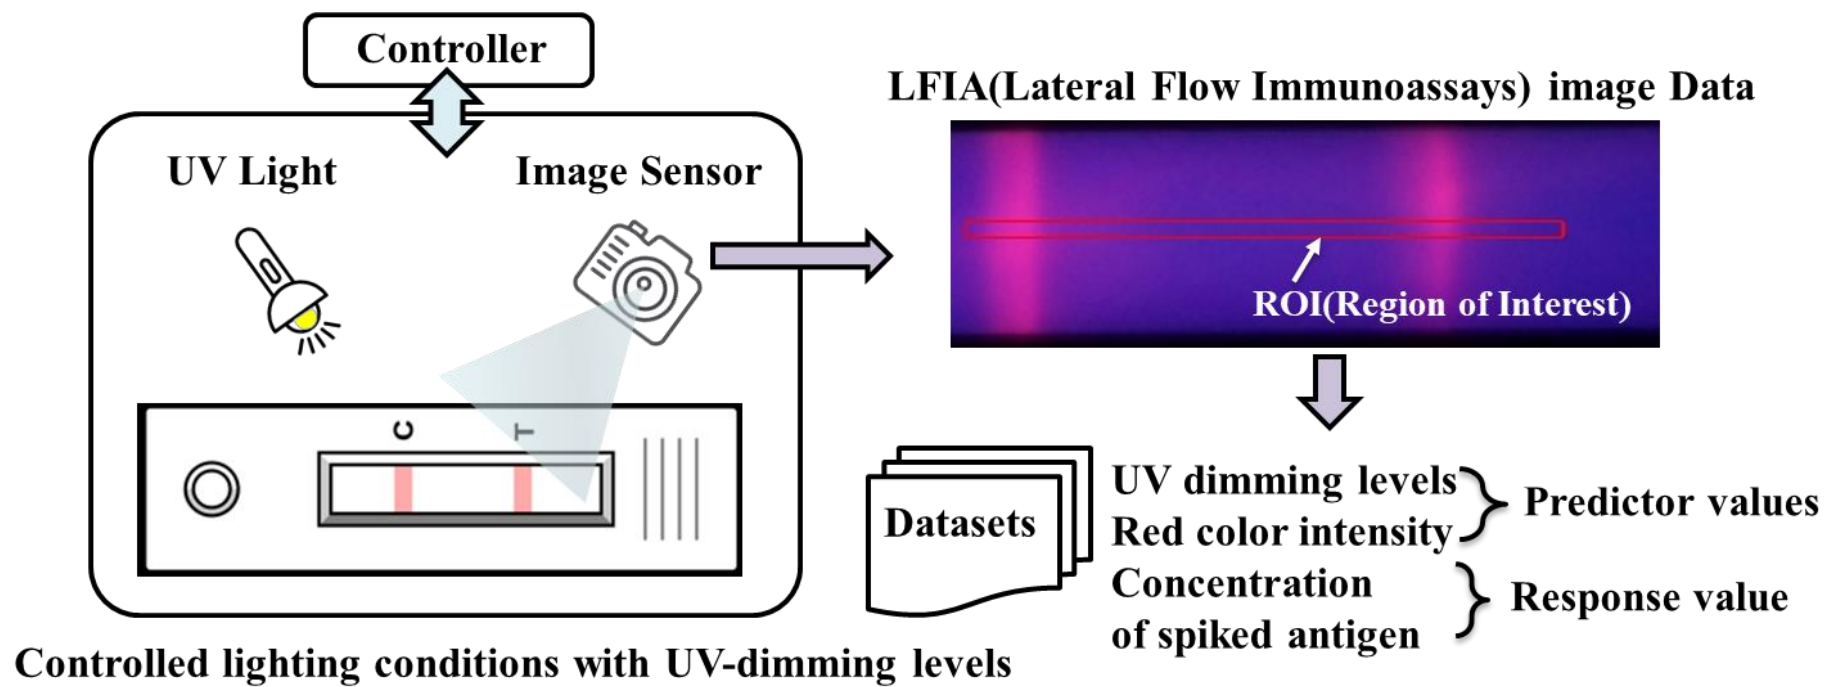 Controller
UV Light
Image Sensor
C
T
Controlled lighting conditions with UV-dimming levels
LFIA(Lateral Flow Immunoassays) image Data
ROI(Region of Interest)
Datasets
UV dimming levels
Red color intensity
Predictor values
Concentration
of spiked antigen
Response value